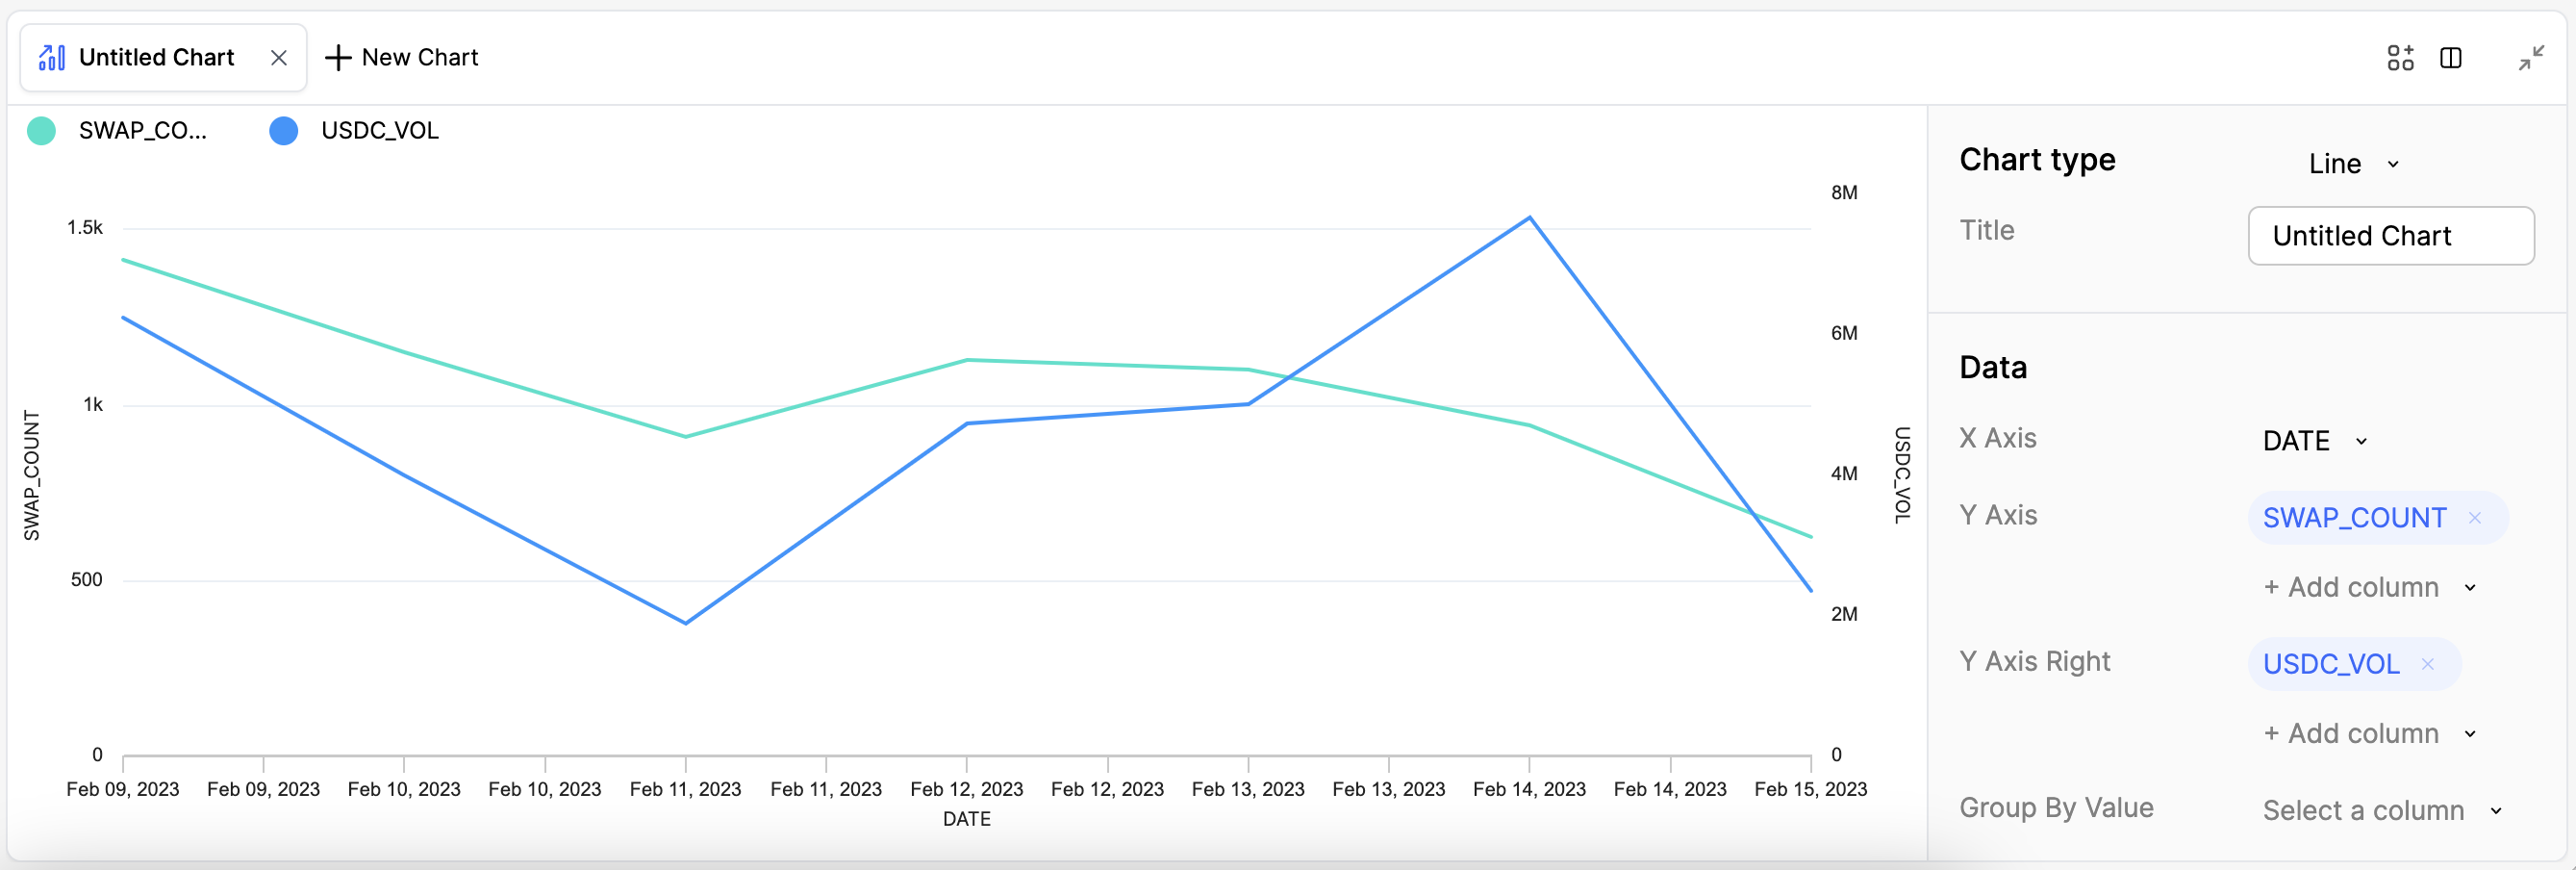 Untitled Chart
New Chart
SWAP_CO...
USDC_VOL
SWAP_COUNT
1.5k
1k
500
0
8M
6M
4M
2M
0
USDC_VOL
Feb 09, 2023 Feb 09, 2023 Feb 10, 2023 Feb 10, 2023 Feb 11, 2023 Feb 11, 2023 Feb 12, 2023 Feb 12, 2023 Feb 13, 2023 Feb 13, 2023 Feb 14, 2023 Feb 14, 2023 Feb 15, 2023
DATE
Chart type Line
Title Untitled Chart
Data
X Axis DATE
Y Axis SWAP_COUNT ×
+ Add column
Y Axis Right USDC_VOL ×
+ Add column
Group By Value Select a column